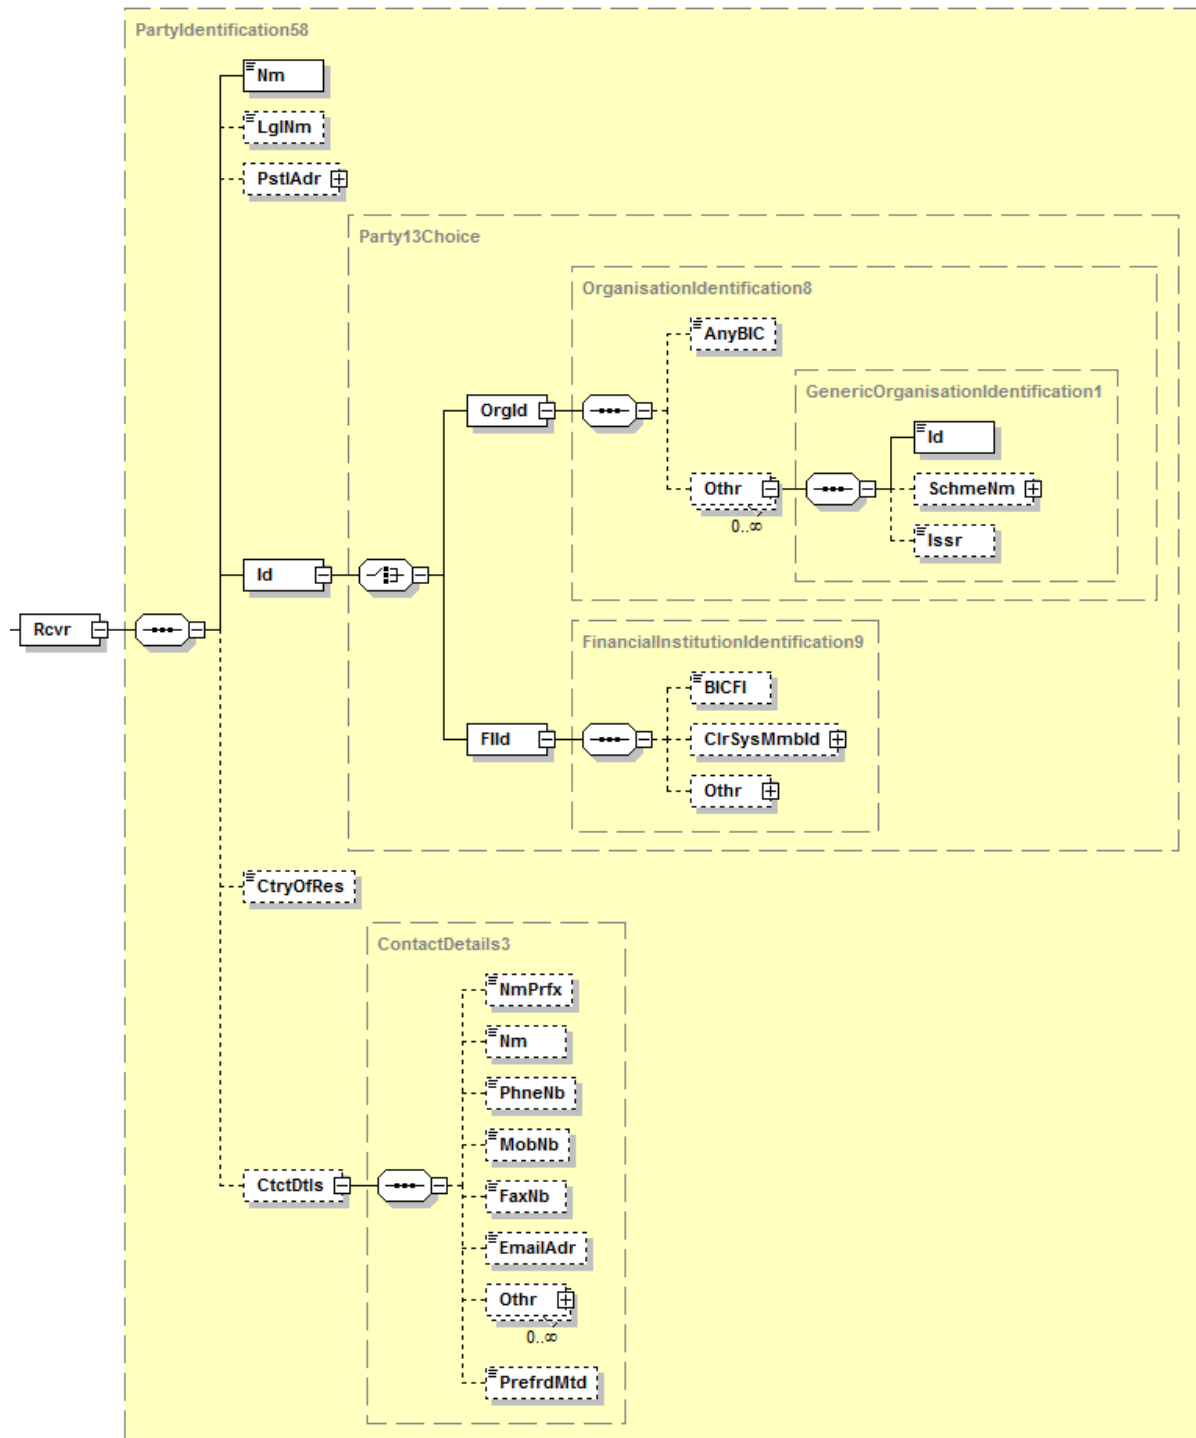 PartyIdentification58
Nm
LglNm
PstlAdr
Party13Choice
OrganisationIdentification8
AnyBIC
GenericOrganisationIdentification1
OrgId
Id
Othr
SchmeNm
0..∞
Issr
Id
Rcvr
FinancialInstitutionIdentification9
BICFI
FIId
ClrSysMmbId
Othr
CtryOfRes
ContactDetails3
NmPrfx
Nm
PhneNb
MobNb
CtctDtls
FaxNb
EmailAdr
Othr
0..∞
PrefrdMtd